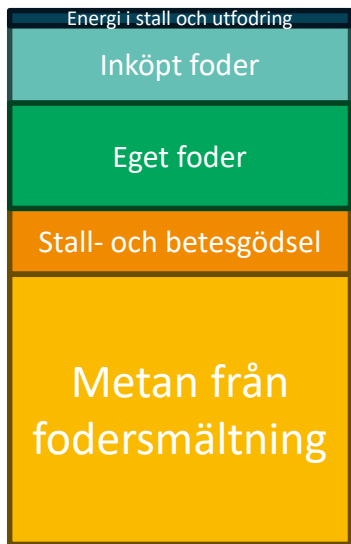 Energi i stall och utfodring
Inköpt foder
Eget foder
Stall- och betesgödsel
Metan från
fodersmältning